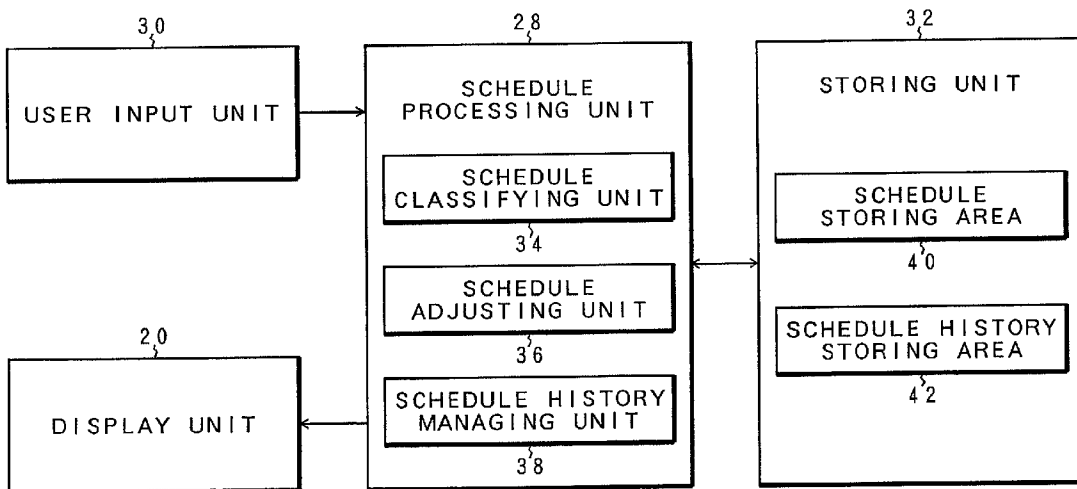 30
USER INPUT UNIT
20
DISPLAY UNIT
28
SCHEDULE
PROCESSING UNIT
SCHEDULE
CLASSIFYING UNIT
34
SCHEDULE
ADJUSTING UNIT
36
SCHEDULE HISTORY
MANAGING UNIT
38
32
STORING UNIT
SCHEDULE
STORING AREA
40
SCHEDULE HISTORY
STORING AREA
42